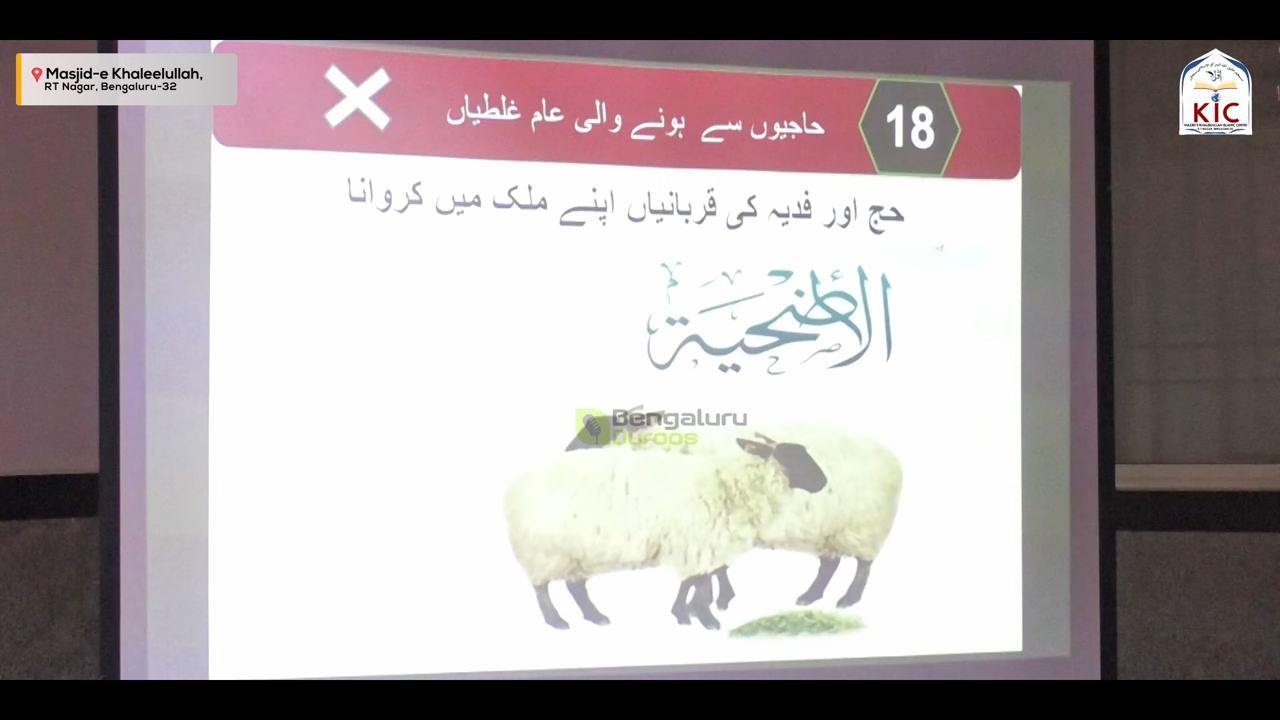 Masjid-e Khaleelullah,
RT Nagar, Bengaluru-32
18
حاجیوں سے ہونے والی عام غلطیاں
حج اور فدیہ کی قربانیاں اپنے ملک میں کروانا
الأضحية
Bengaluru
Duroos
KIC